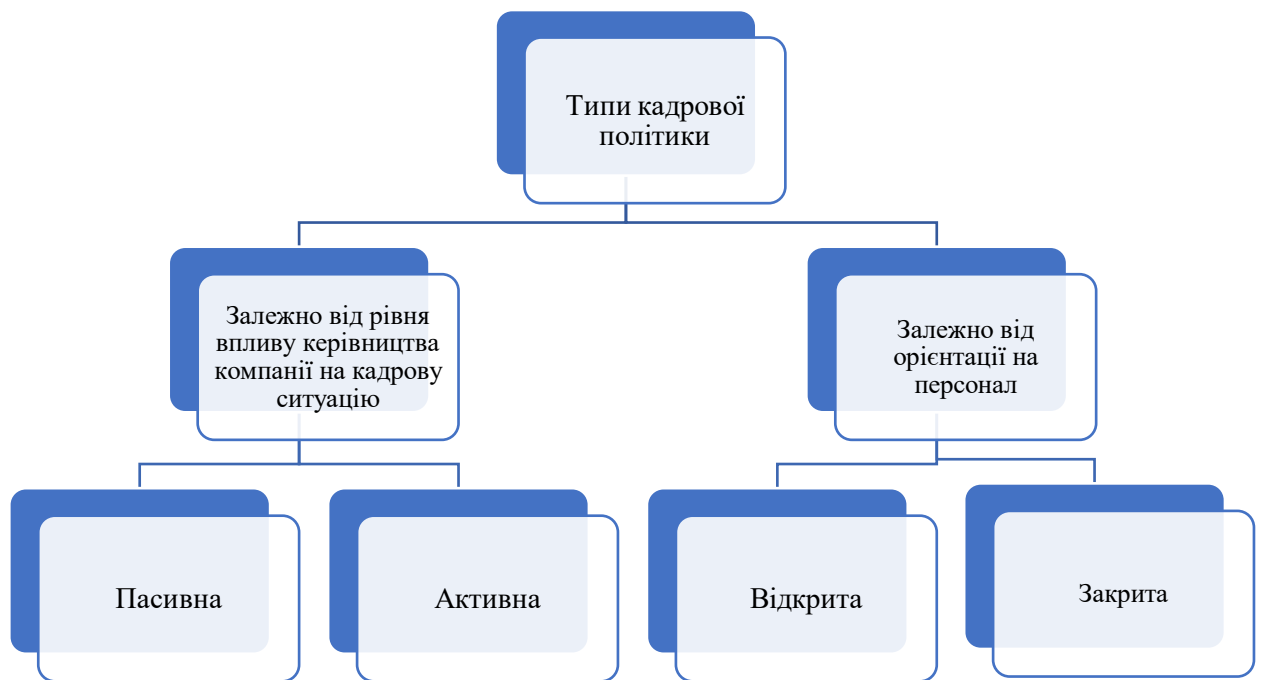 Типи кадрової
політики
Залежно від рівня
впливу керівництва
компанії на кадрову
ситуацію
Залежно від
орієнтації на
персонал
Пасивна
Активна
Відкрита
Закрита